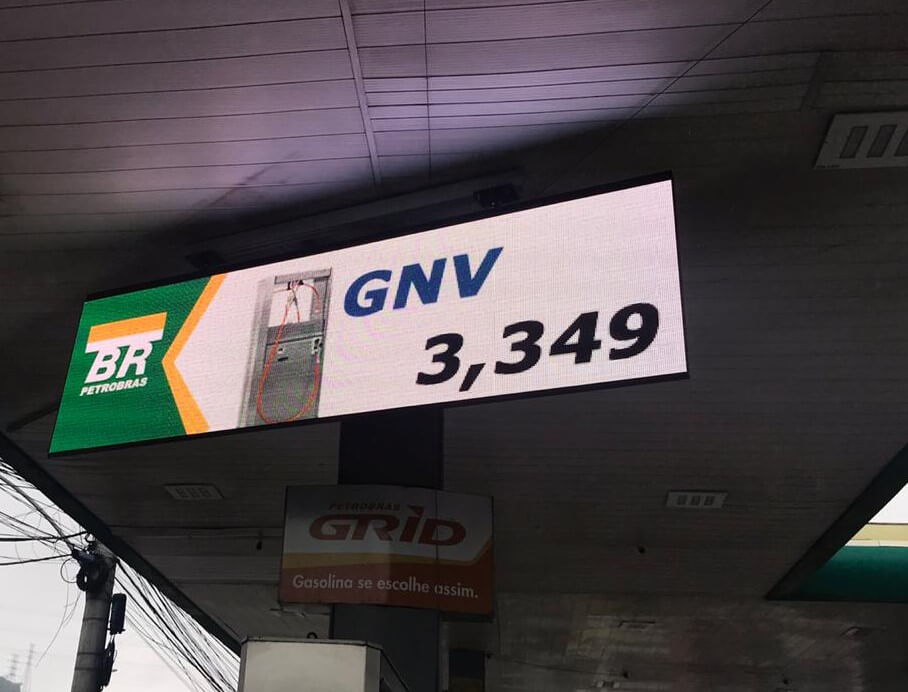 BR
PETROBRAS
GNV
3,349
PETROBRAS
GRID
Gasolina se escolhe assim.